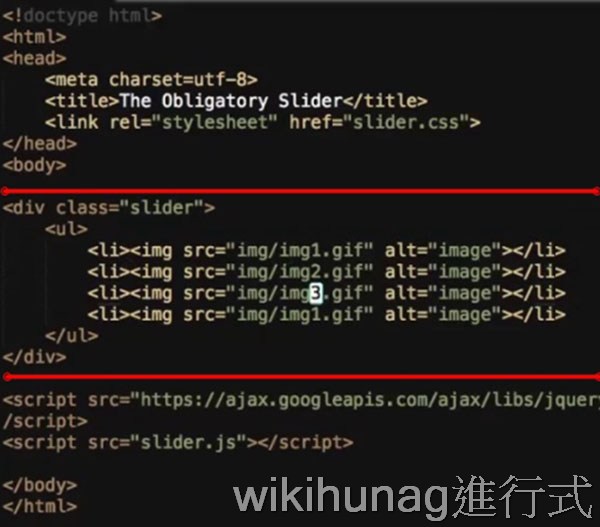 <!doctype html>
<html>
<head>
<meta charset=utf-8>
<title>The Obligatory Slider</title>
<link rel="stylesheet" href="slider.css">
</head>
<body>
<div class="slider">
<ul>
<li><img src="img/img1.gif" alt="image"></li>
<li><img src="img/img2.gif" alt="image"></li>
<li><img src="img/img3.gif" alt="image"></li>
<li><img src="img/img1.gif" alt="image"></li>
</ul>
</div>
<script src="https://ajax.googleapis.com/ajax/libs/jquery
/script>
<script src="slider.js"></script>
</body>
</html>
wikihunag進行式